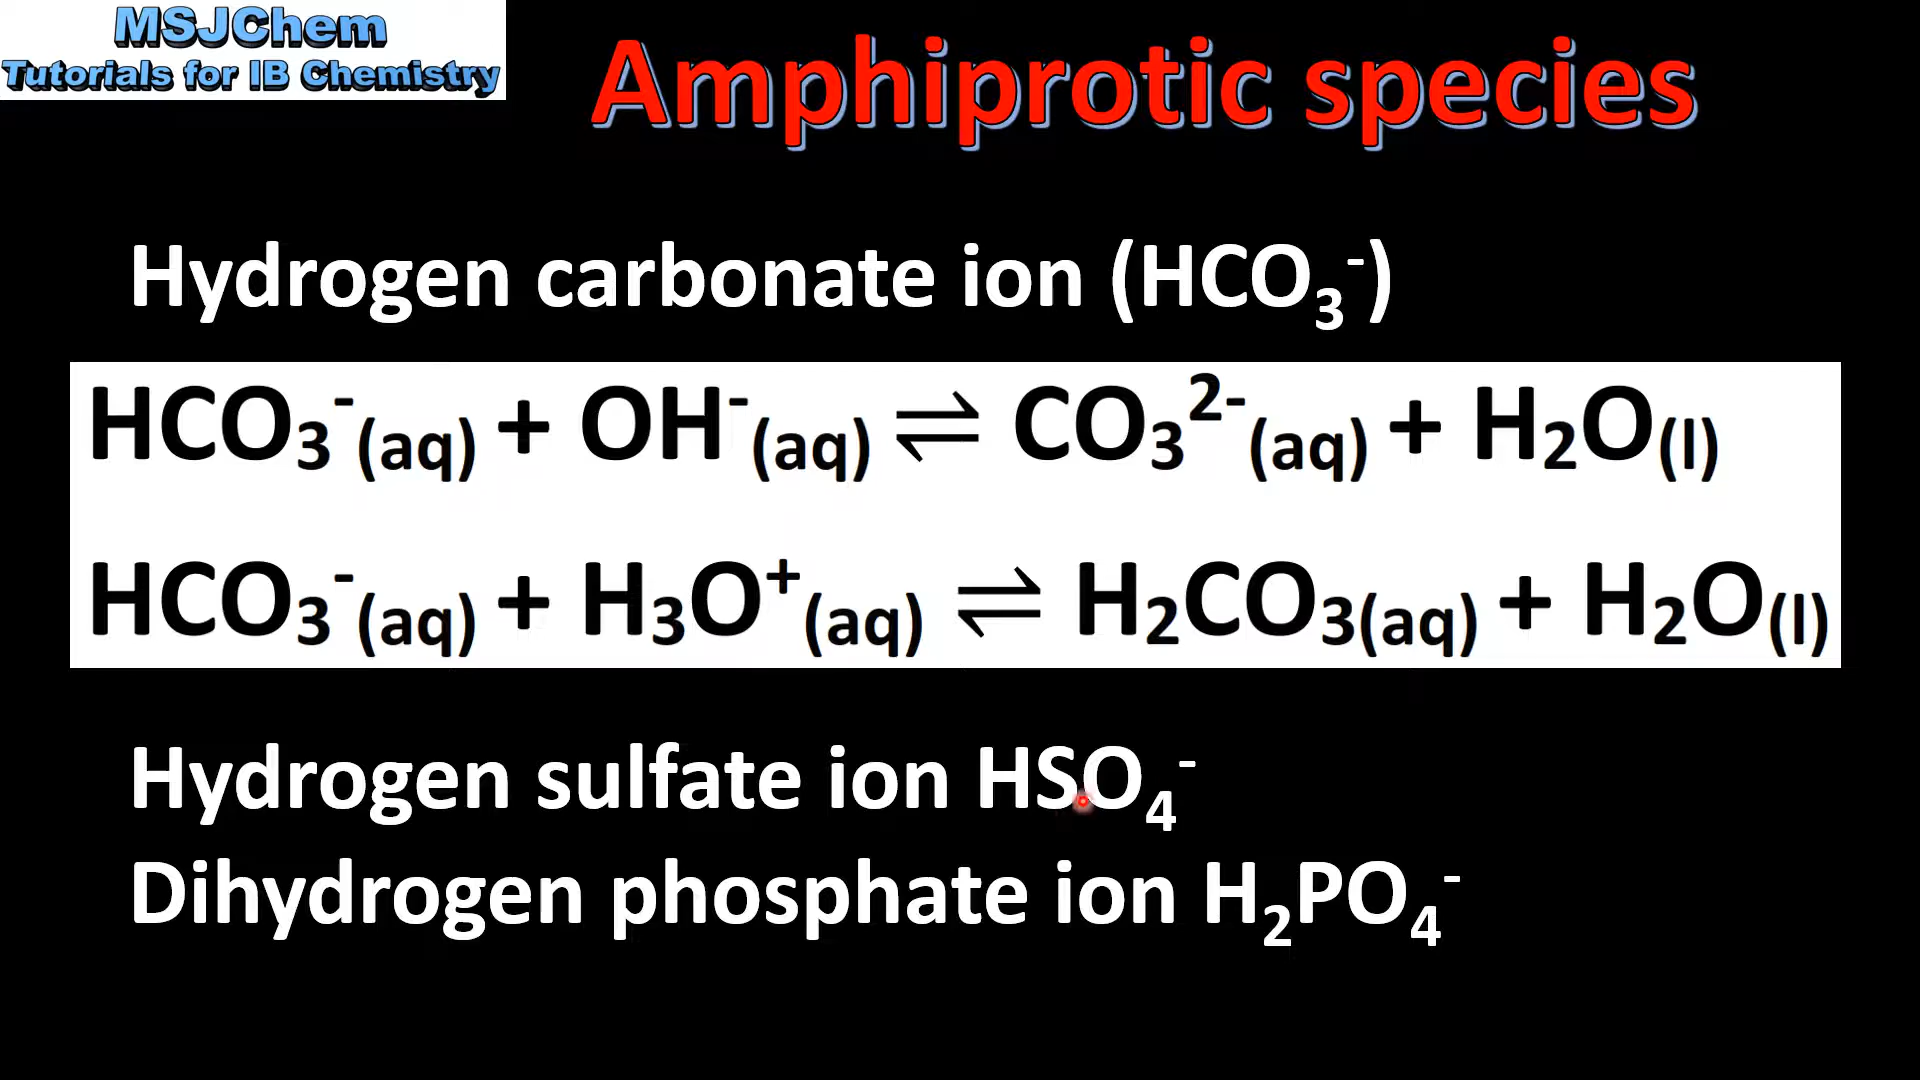 MSJChem
Tutorials for IB Chemistry
Amphiprotic species
Hydrogen carbonate ion (HCO₃⁻)
HCO₃⁻(aq) + OH⁻(aq) ⇌ CO₃²⁻(aq) + H₂O(l)
HCO₃⁻(aq) + H₃O⁺(aq) ⇌ H₂CO₃(aq) + H₂O(l)
Hydrogen sulfate ion HSO₄⁻
Dihydrogen phosphate ion H₂PO₄⁻